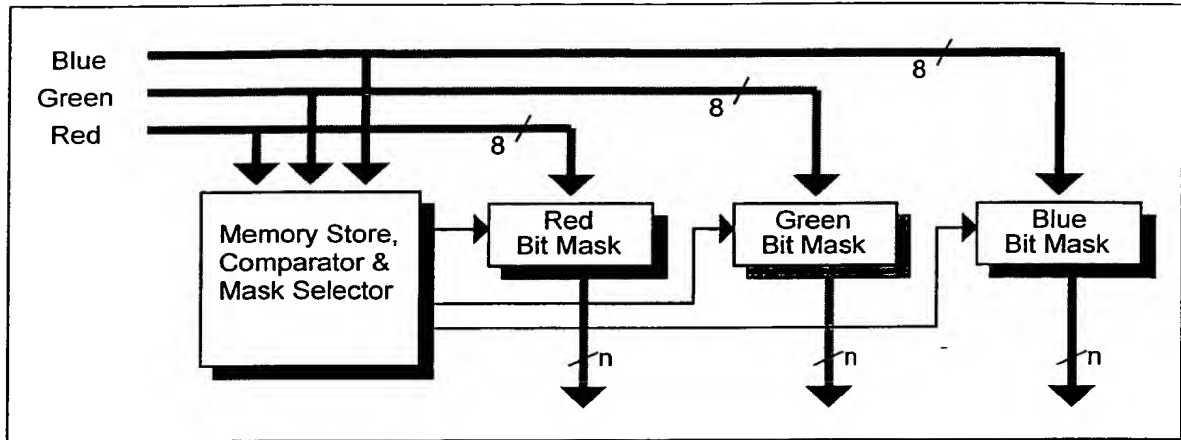 Blue
Green
Red
8
8
8
Memory Store,
Comparator &
Mask Selector
Red
Bit Mask
Green
Bit Mask
Blue
Bit Mask
n
n
n